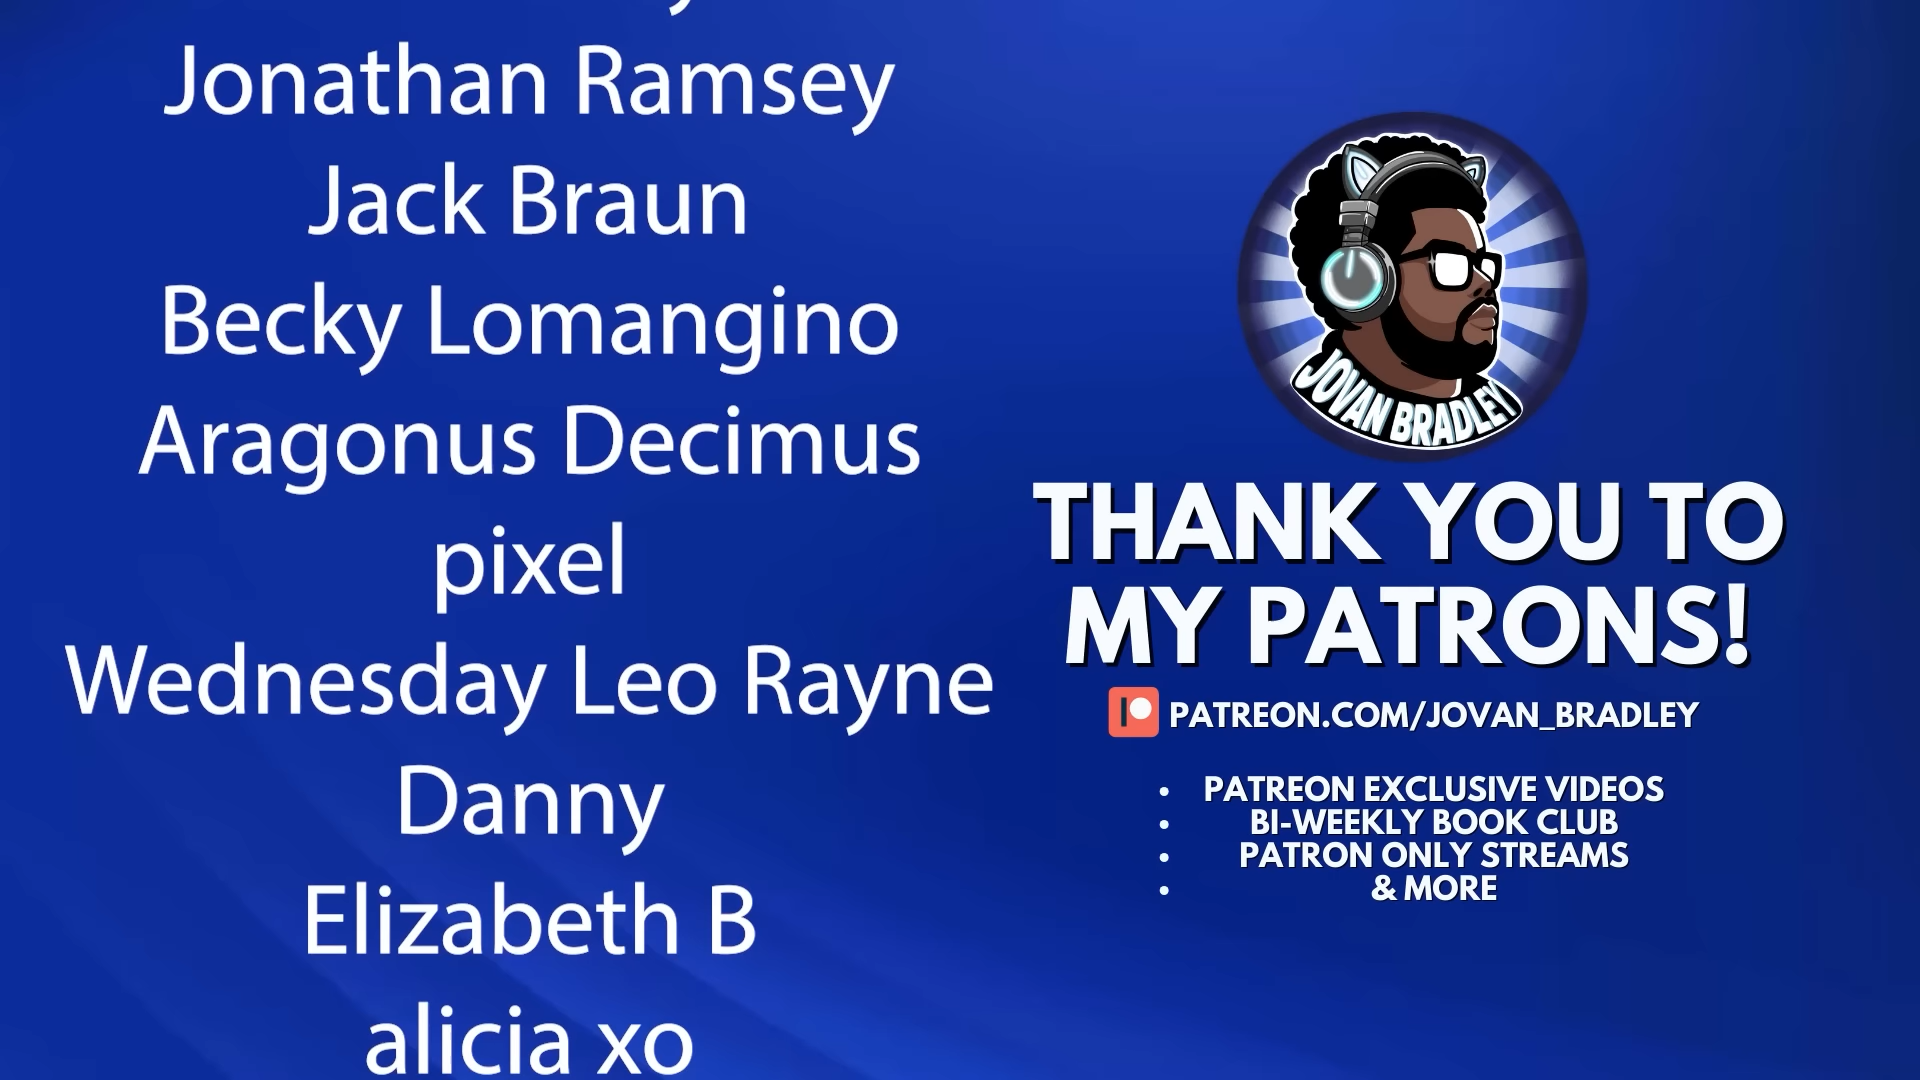 Jonathan Ramsey
Jack Braun
Becky Lomangino
Aragonus Decimus
pixel
Wednesday Leo Rayne
Danny
Elizabeth B
alicia xo
JOVAN BRADLEY
THANK YOU TO
MY PATRONS!
PATREON.COM/JOVAN_BRADLEY
• PATREON EXCLUSIVE VIDEOS
• BI-WEEKLY BOOK CLUB
• PATRON ONLY STREAMS
• & MORE